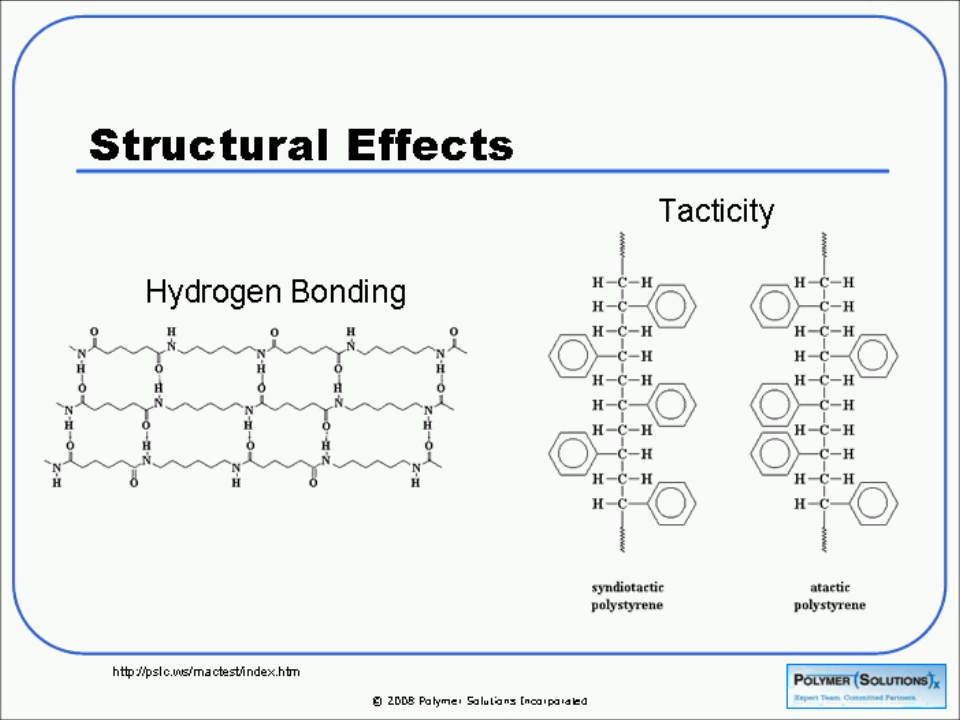 Structural Effects
Tacticity
Hydrogen Bonding
syndiotactic
polystyrene
atactic
polystyrene
http://pslc.ws/mactest/index.htm
© 2008 Polymer Solutions Incorporated
POLYMER (SOLUTIONS)x
Expert Team. Committed Partners.